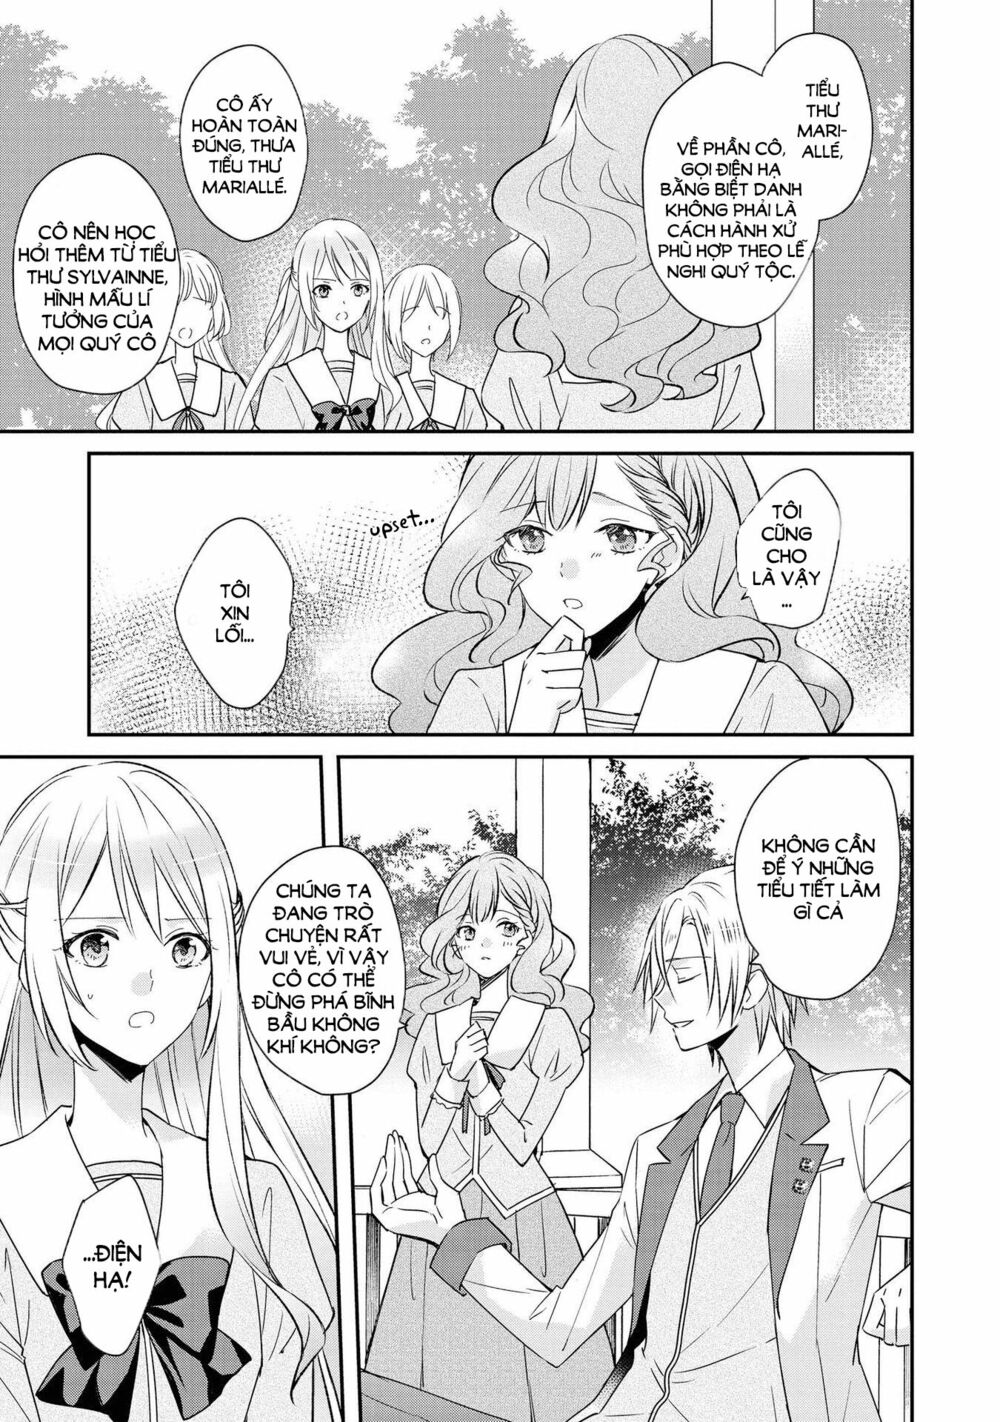 TIỂU
THƯ
MARI-
ALLÉ,
VỀ PHẦN CÔ,
GỌI ĐIỆN HẠ
BẰNG BIỆT DANH
KHÔNG PHẢI LÀ
CÁCH HÀNH XỬ
PHÙ HỢP THEO LỄ
NGHI QUÝ TỘC.
CÔ ẤY
HOÀN TOÀN
ĐÚNG, THƯA
TIỂU THƯ
MARIALLÉ.
CÔ NÊN HỌC
HỎI THÊM TỪ TIỂU
THƯ SYLVAINNE,
HÌNH MẪU LÍ
TƯỞNG CỦA
MỌI QUÝ CÔ
TÔI
CŨNG
CHO
LÀ VẬY
...
upset...
TÔI
XIN
LỖI...
KHÔNG CẦN
ĐỂ Ý NHỮNG
TIỂU TIẾT LÀM
GÌ CẢ
CHÚNG TA
ĐANG TRÒ
CHUYỆN RẤT
VUI VẺ, VÌ VẬY
CÔ CÓ THỂ
ĐỪNG PHÁ BĨNH
BẦU KHÔNG
KHÍ KHÔNG?
...ĐIỆN
HẠ!